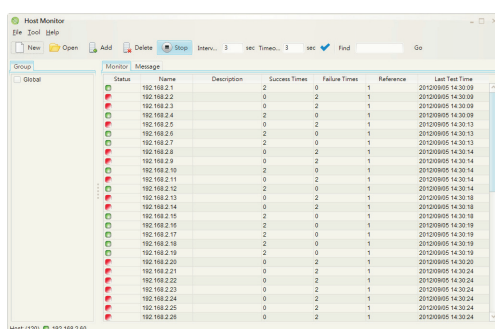 Host Monitor
File Tool Help
New Open Add Delete Stop Interv... 3 sec Timeo... 3 sec Find Go
Group Monitor Message
Global
Status Name Description Success Times Failure Times Reference Last Test Time
192.168.2.1 2 0 1 2012/09/05 14:30:09
192.168.2.2 0 2 1 2012/09/05 14:30:09
192.168.2.3 0 2 1 2012/09/05 14:30:09
192.168.2.4 2 0 1 2012/09/05 14:30:09
192.168.2.5 0 2 1 2012/09/05 14:30:13
192.168.2.6 2 0 1 2012/09/05 14:30:13
192.168.2.7 2 0 1 2012/09/05 14:30:13
192.168.2.8 0 2 1 2012/09/05 14:30:14
192.168.2.9 0 2 1 2012/09/05 14:30:14
192.168.2.10 2 0 1 2012/09/05 14:30:14
192.168.2.11 0 2 1 2012/09/05 14:30:14
192.168.2.12 2 0 1 2012/09/05 14:30:14
192.168.2.13 0 2 1 2012/09/05 14:30:18
192.168.2.14 0 2 1 2012/09/05 14:30:18
192.168.2.15 2 0 1 2012/09/05 14:30:18
192.168.2.16 2 0 1 2012/09/05 14:30:19
192.168.2.17 0 2 1 2012/09/05 14:30:19
192.168.2.18 2 0 1 2012/09/05 14:30:19
192.168.2.19 2 0 1 2012/09/05 14:30:19
192.168.2.20 0 2 1 2012/09/05 14:30:20
192.168.2.21 0 2 1 2012/09/05 14:30:24
192.168.2.22 0 2 1 2012/09/05 14:30:24
192.168.2.23 0 2 1 2012/09/05 14:30:24
192.168.2.24 0 2 1 2012/09/05 14:30:24
192.168.2.25 0 2 1 2012/09/05 14:30:24
192.168.2.26 0 2 1 2012/09/05 14:30:24
Host: (120) 192.168.2.60